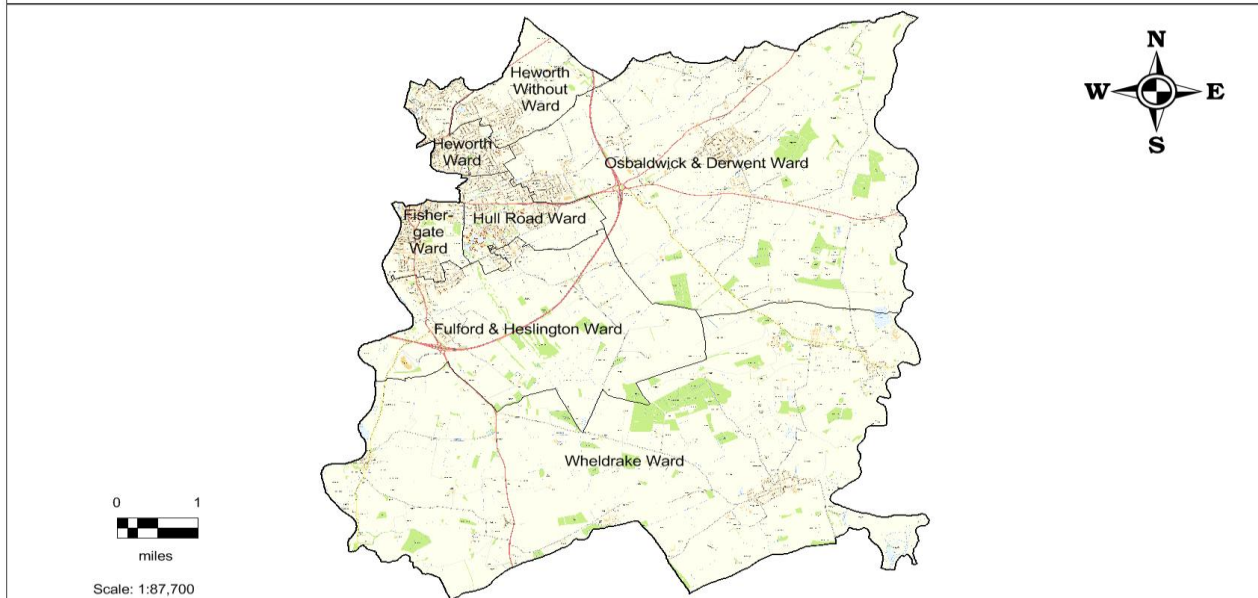 N
W
E
S
Heworth
Without
Ward
Heworth
Ward
Osbaldwick & Derwent Ward
Fisher-
gate
Ward
Hull Road Ward
Fulford & Heslington Ward
Wheldrake Ward
0 1
miles
Scale: 1:87,700